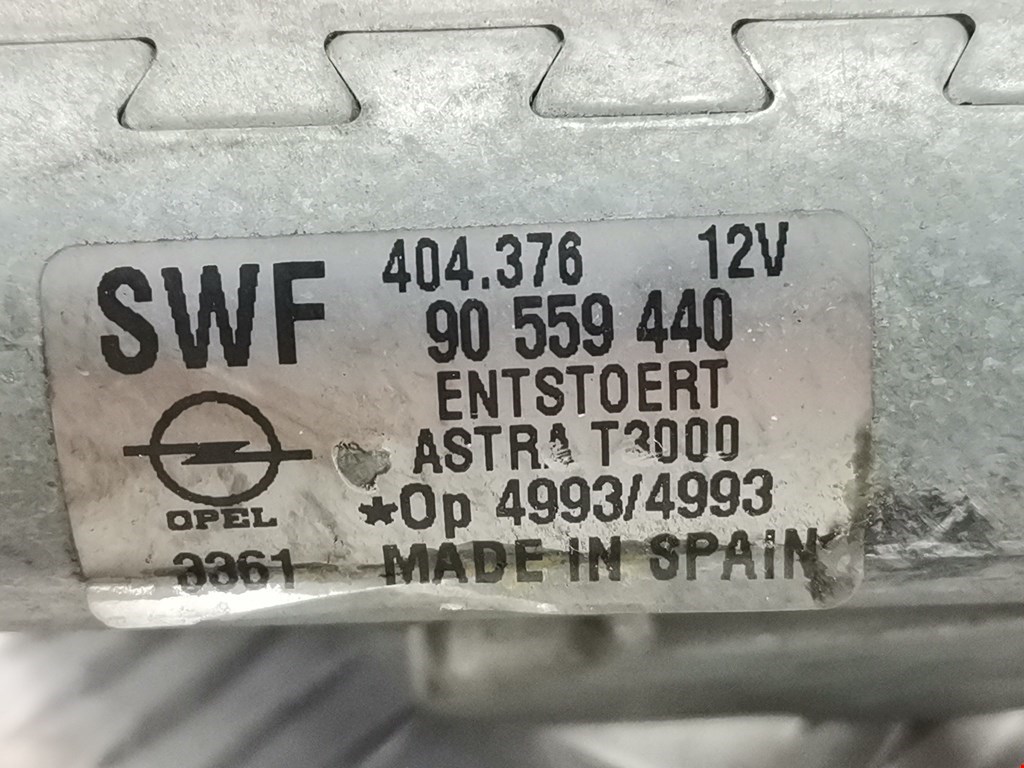 SWF 404.376 12V
90 559 440
ENTSTOERT
ASTRA T3000
*Op 4993/4993
OPEL
3361 MADE IN SPAIN